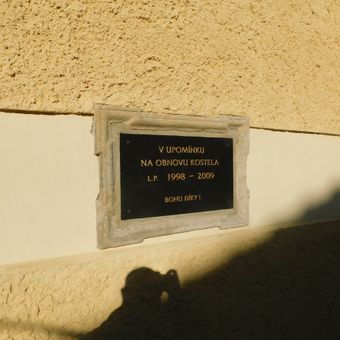 V UPOMÍNKU
NA OBNOVU KOSTELA
L.P. 1998 – 2009
BOHU DÍKY!